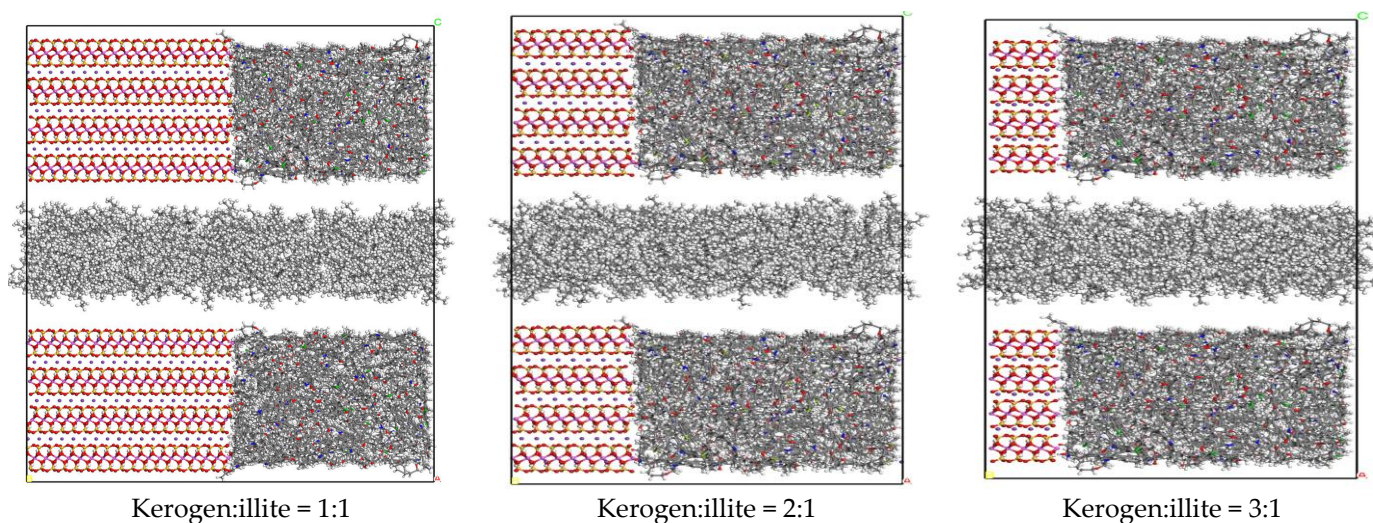 C
C
C
B
A
B
A
B
A
Kerogen:illite = 1:1
Kerogen:illite = 2:1
Kerogen:illite = 3:1